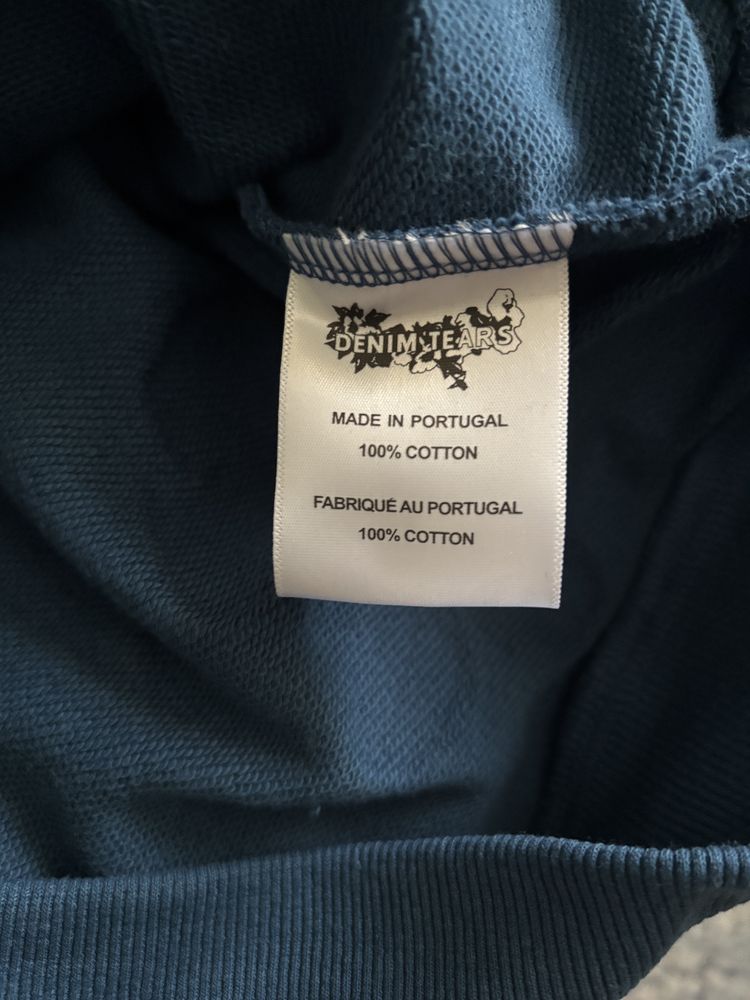 DENIM TEARS
MADE IN PORTUGAL
100% COTTON
FABRIQUÉ AU PORTUGAL
100% COTTON